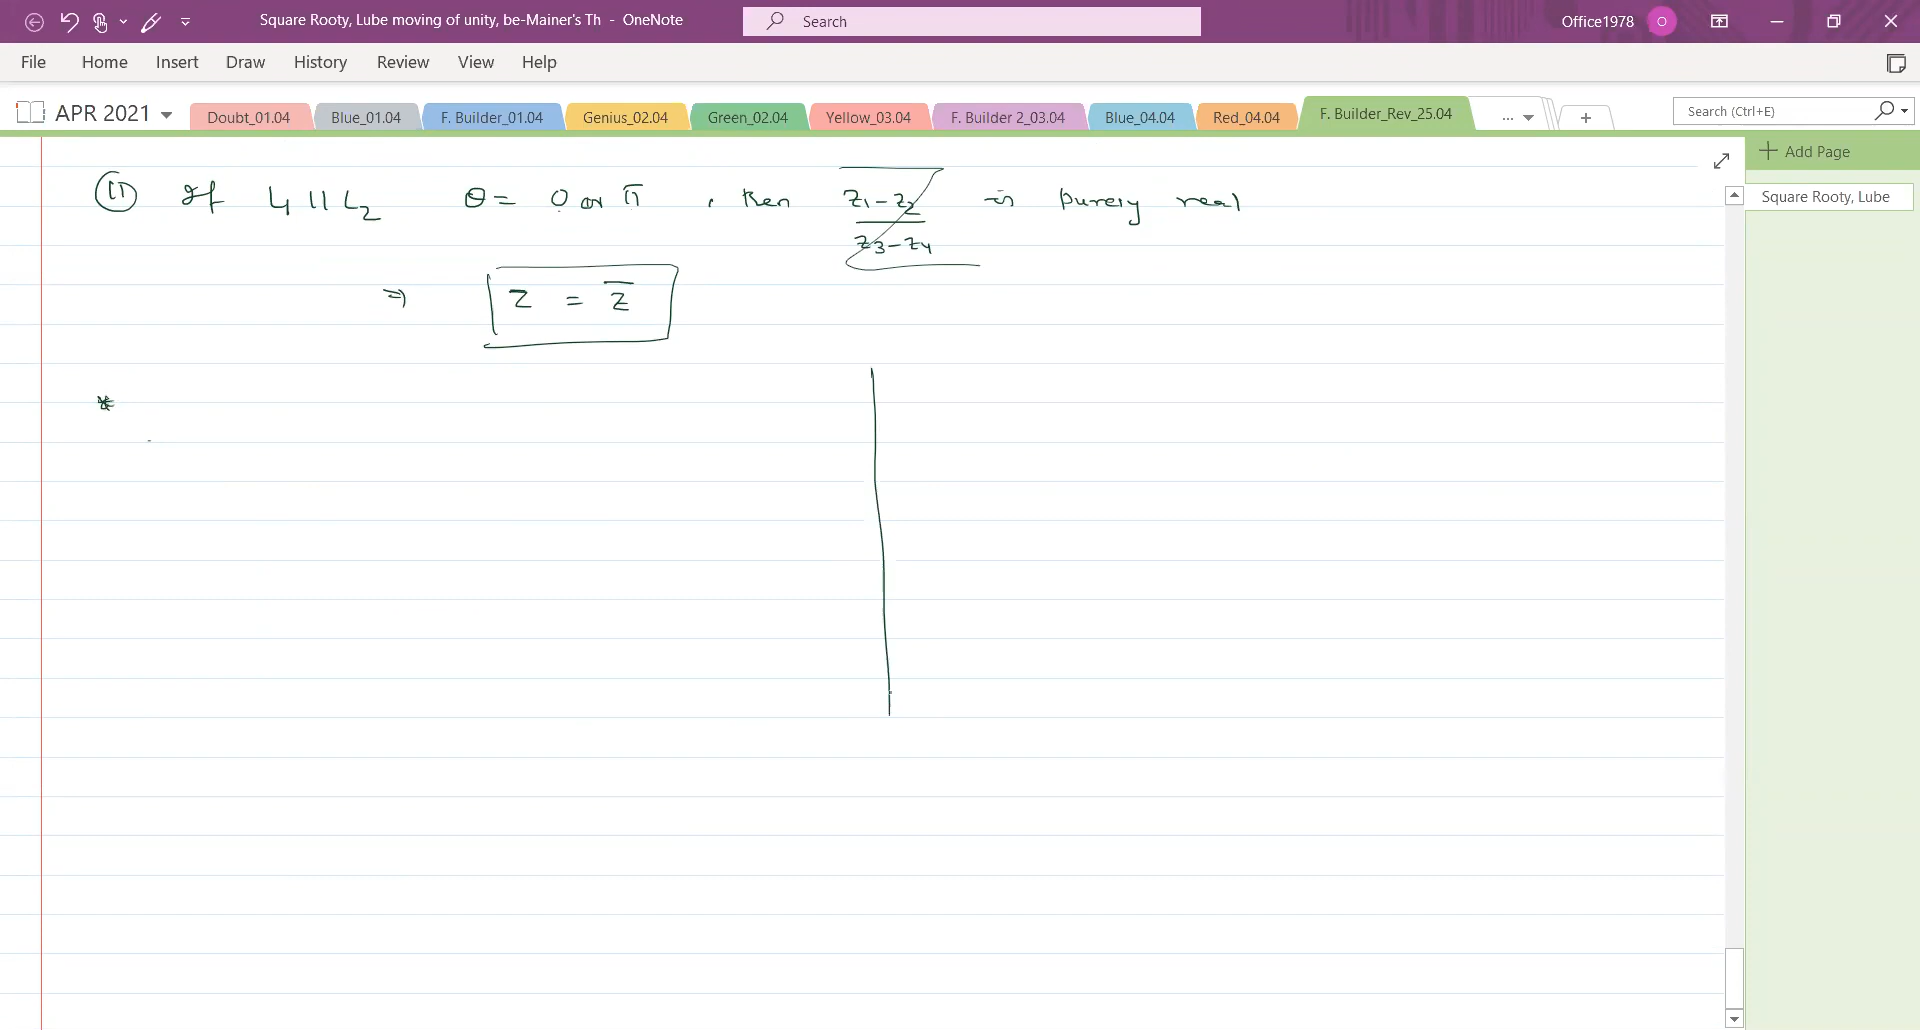 Square Rooty, Lube moving of unity, be-Mainer's Th - OneNote
Search
Office1978
O
File Home Insert Draw History Review View Help
APR 2021
Doubt_01.04 Blue_01.04 F. Builder_01.04 Genius_02.04 Green_02.04 Yellow_03.04 F. Builder 2_03.04 Blue_04.04 Red_04.04 F. Builder_Rev_25.04 ... +
Search (Ctrl+E)
+ Add Page
Square Rooty, Lube
(11) If L1 || L2 θ = 0 or π, then (z1 - z2)/(z3 - z4) is purely real
⇒ z = z̄
*